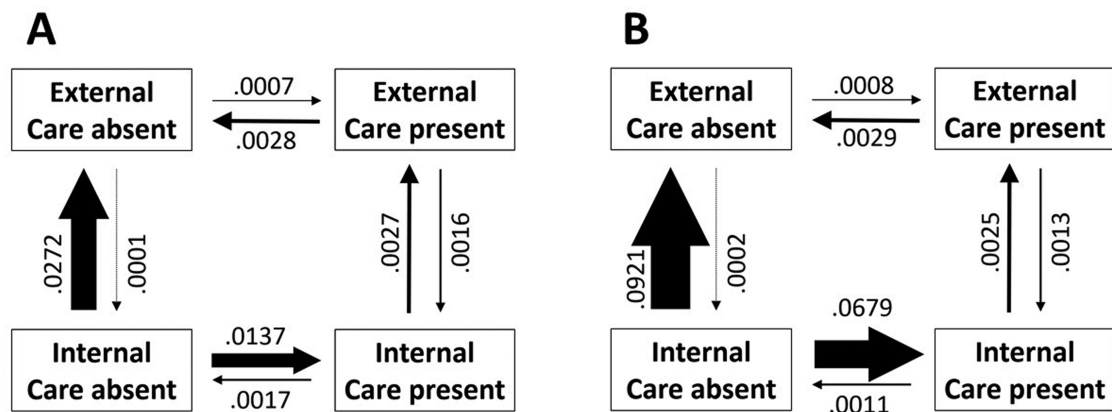 A
External
Care absent
.0007
.0028
External
Care present
.0272
.0001
.0027
.0016
Internal
Care absent
.0137
.0017
Internal
Care present
B
External
Care absent
.0008
.0029
External
Care present
.0921
.0002
.0025
.0013
Internal
Care absent
.0679
.0011
Internal
Care present